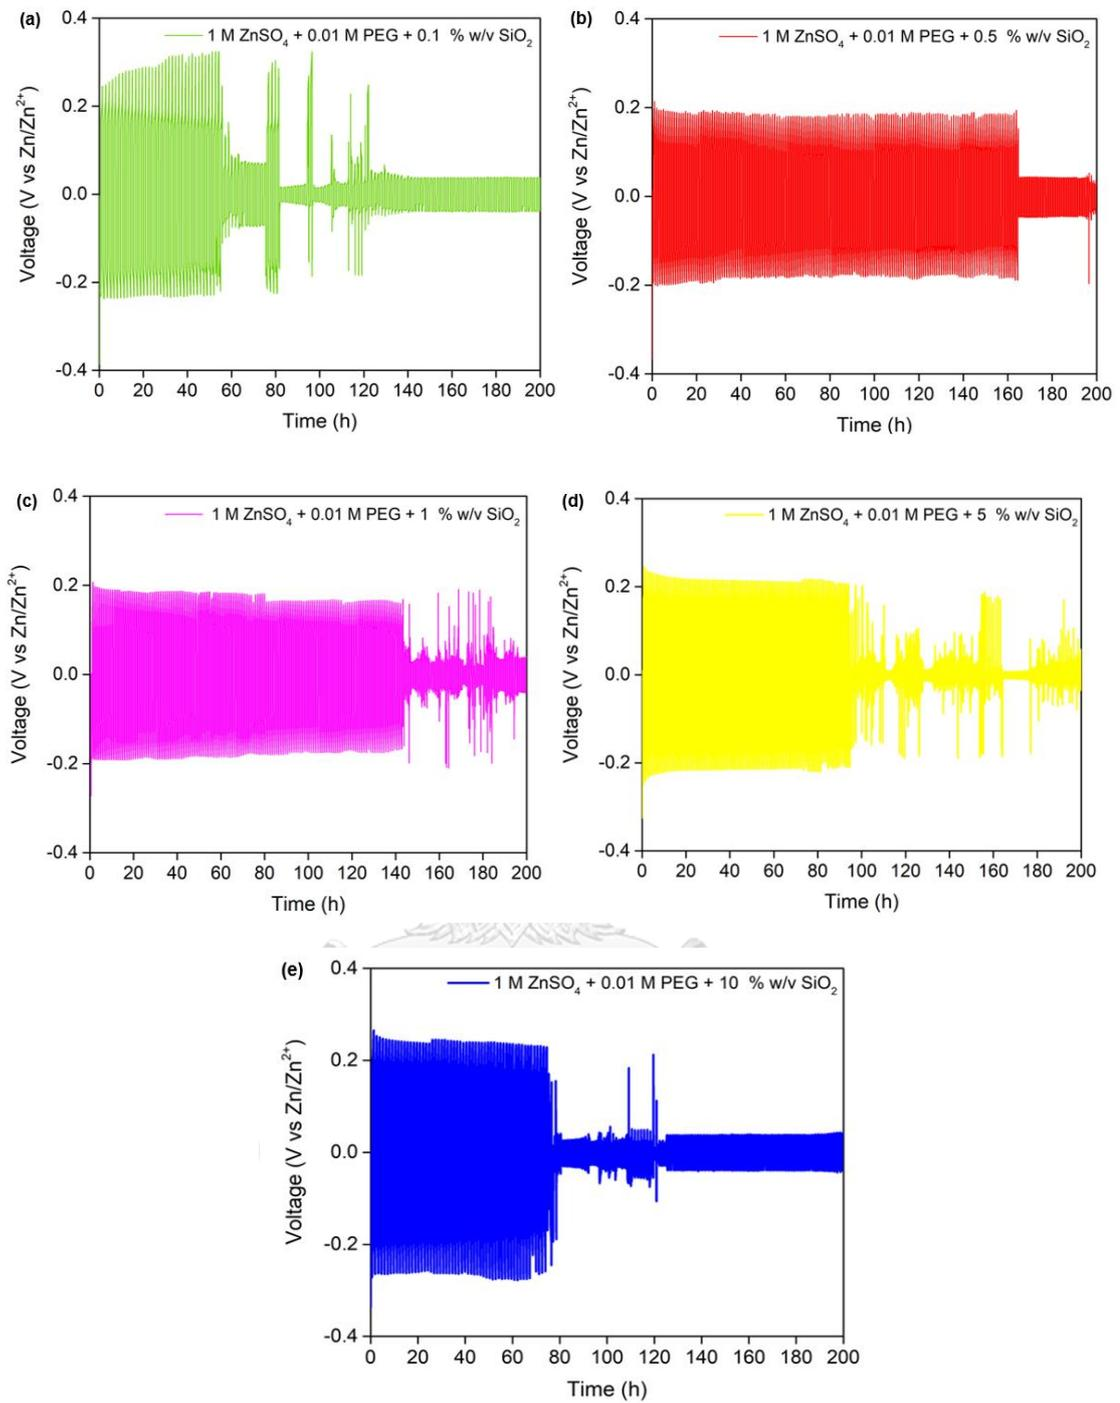 (a)
1 M ZnSO4 + 0.01 M PEG + 0.1 % w/v SiO2
Voltage (V vs Zn/Zn2+)
0.4
0.2
0.0
-0.2
-0.4
0 20 40 60 80 100 120 140 160 180 200
Time (h)
(b)
1 M ZnSO4 + 0.01 M PEG + 0.5 % w/v SiO2
Voltage (V vs Zn/Zn2+)
0.4
0.2
0.0
-0.2
-0.4
0 20 40 60 80 100 120 140 160 180 200
Time (h)
(c)
1 M ZnSO4 + 0.01 M PEG + 1 % w/v SiO2
Voltage (V vs Zn/Zn2+)
0.4
0.2
0.0
-0.2
-0.4
0 20 40 60 80 100 120 140 160 180 200
Time (h)
(d)
1 M ZnSO4 + 0.01 M PEG + 5 % w/v SiO2
Voltage (V vs Zn/Zn2+)
0.4
0.2
0.0
-0.2
-0.4
0 20 40 60 80 100 120 140 160 180 200
Time (h)
(e)
1 M ZnSO4 + 0.01 M PEG + 10 % w/v SiO2
Voltage (V vs Zn/Zn2+)
0.4
0.2
0.0
-0.2
-0.4
0 20 40 60 80 100 120 140 160 180 200
Time (h)